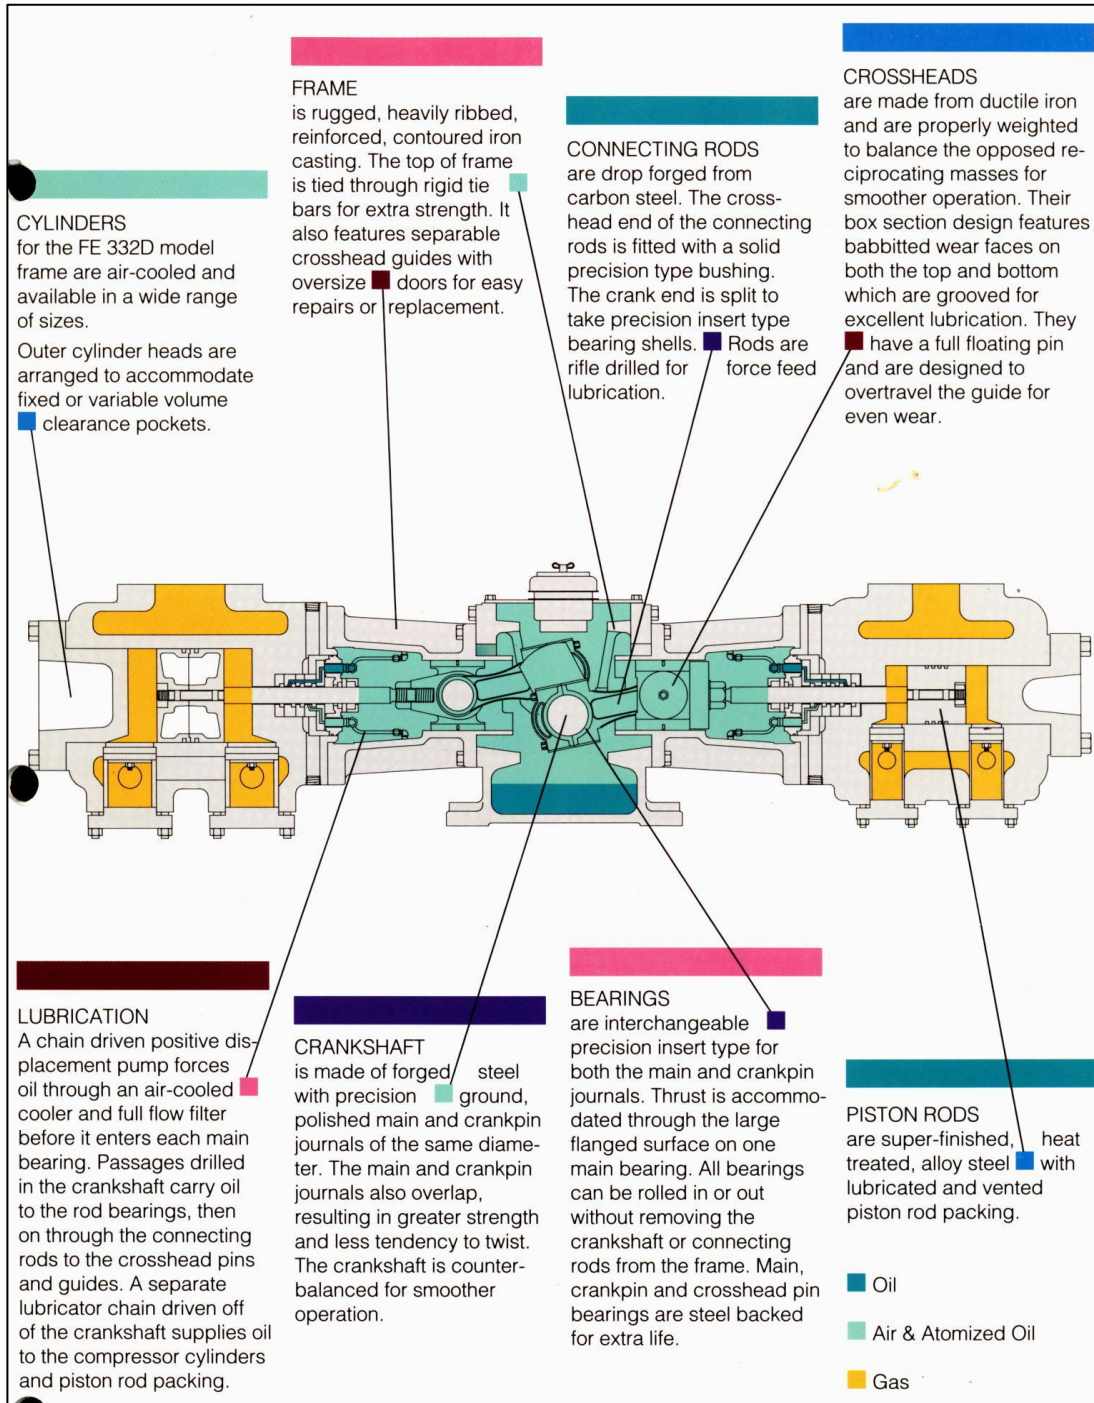 FRAME
is rugged, heavily ribbed,
reinforced, contoured iron
casting. The top of frame
is tied through rigid tie
bars for extra strength. It
also features separable
crosshead guides with
oversize doors for easy
repairs or replacement.
CROSSHEADS
are made from ductile iron
and are properly weighted
to balance the opposed re-
ciprocating masses for
smoother operation. Their
box section design features
babbitted wear faces on
both the top and bottom
which are grooved for
excellent lubrication. They
have a full floating pin
and are designed to
overtravel the guide for
even wear.
CONNECTING RODS
are drop forged from
carbon steel. The cross-
head end of the connecting
rods is fitted with a solid
precision type bushing.
The crank end is split to
take precision insert type
bearing shells. Rods are
rifle drilled for force feed
lubrication.
CYLINDERS
for the FE 332D model
frame are air-cooled and
available in a wide range
of sizes.
Outer cylinder heads are
arranged to accommodate
fixed or variable volume
clearance pockets.
LUBRICATION
A chain driven positive dis-
placement pump forces
oil through an air-cooled
cooler and full flow filter
before it enters each main
bearing. Passages drilled
in the crankshaft carry oil
to the rod bearings, then
on through the connecting
rods to the crosshead pins
and guides. A separate
lubricator chain driven off
of the crankshaft supplies oil
to the compressor cylinders
and piston rod packing.
CRANKSHAFT
is made of forged steel
with precision ground,
polished main and crankpin
journals of the same diame-
ter. The main and crankpin
journals also overlap,
resulting in greater strength
and less tendency to twist.
The crankshaft is counter-
balanced for smoother
operation.
BEARINGS
are interchangeable
precision insert type for
both the main and crankpin
journals. Thrust is accommo-
dated through the large
flanged surface on one
main bearing. All bearings
can be rolled in or out
without removing the
crankshaft or connecting
rods from the frame. Main,
crankpin and crosshead pin
bearings are steel backed
for extra life.
PISTON RODS
are super-finished, heat
treated, alloy steel with
lubricated and vented
piston rod packing.
Oil
Air & Atomized Oil
Gas